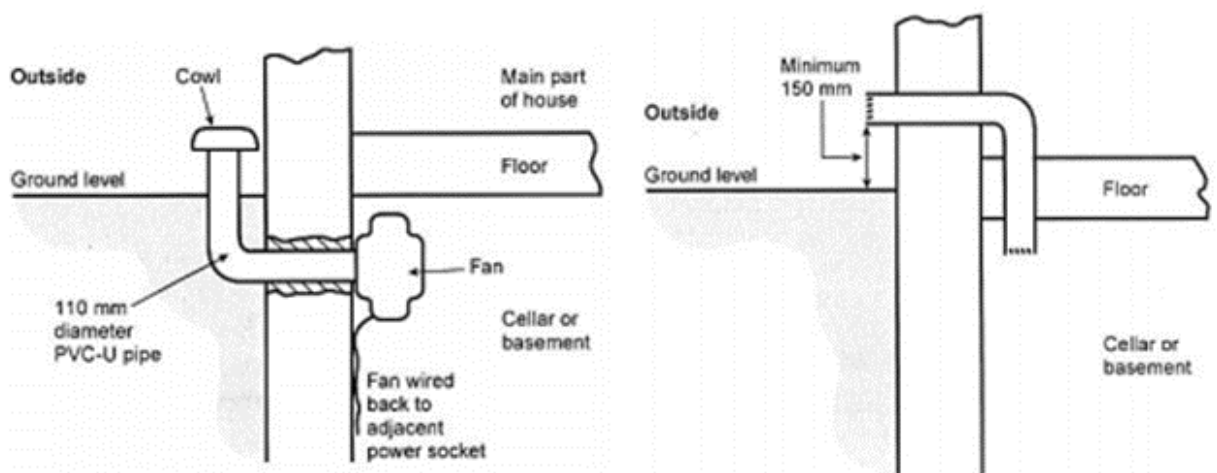 Outside
Cowl
Main part
of house
Ground level
Floor
Fan
110 mm
diameter
PVC-U pipe
Cellar or
basement
Fan wired
back to
adjacent
power socket
Minimum
150 mm
Outside
Ground level
Floor
Cellar or
basement